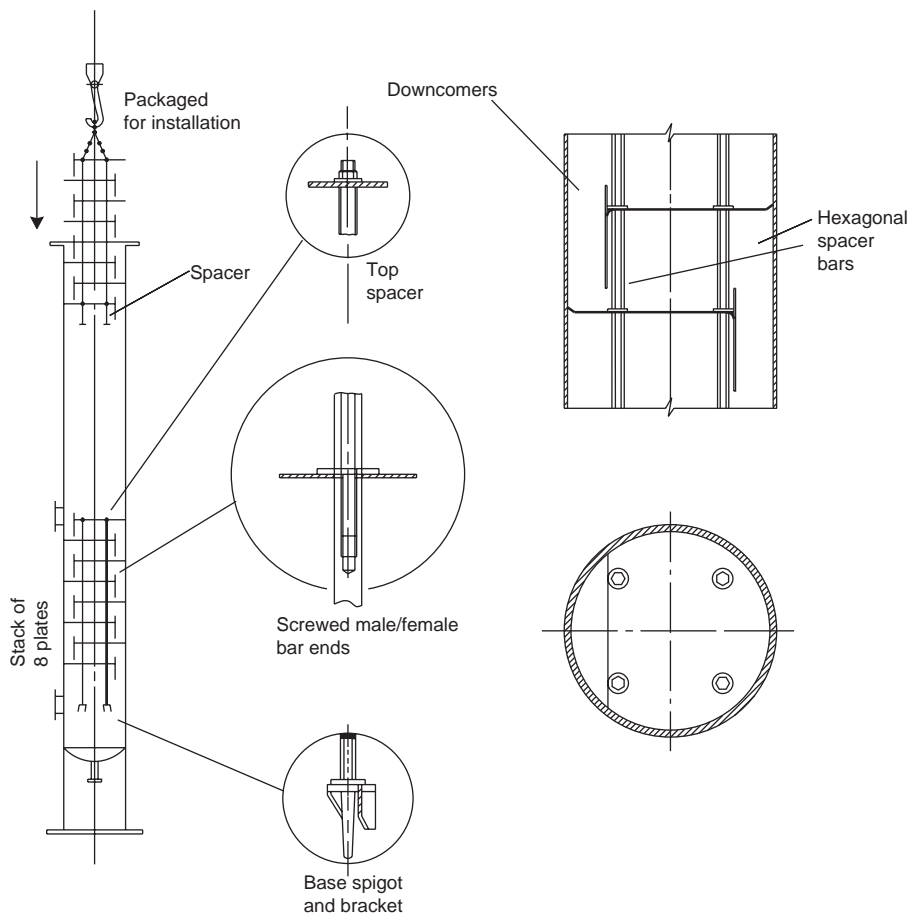 Packaged
for installation
Spacer
Top
spacer
Downcomers
Hexagonal
spacer
bars
Stack of
8 plates
Screwed male/female
bar ends
Base spigot
and bracket